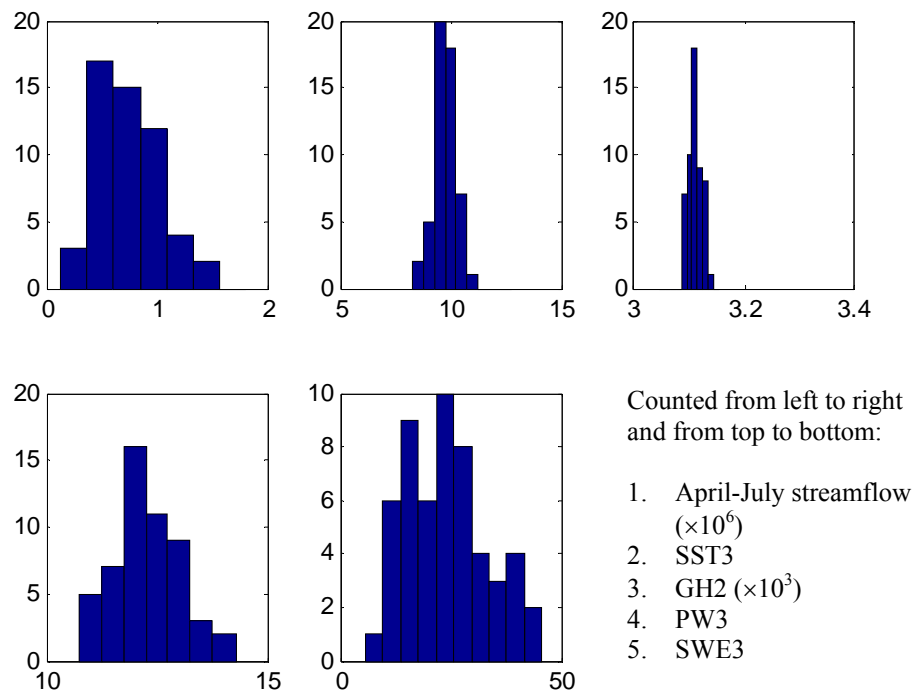 20
15
10
5
0
0 1 2
20
15
10
5
0
5 10 15
20
15
10
5
0
3 3.2 3.4
20
15
10
5
0
10 15
10
8
6
4
2
0
0 50
Counted from left to right
and from top to bottom:
1. April-July streamflow
(×10⁶)
2. SST3
3. GH2 (×10³)
4. PW3
5. SWE3